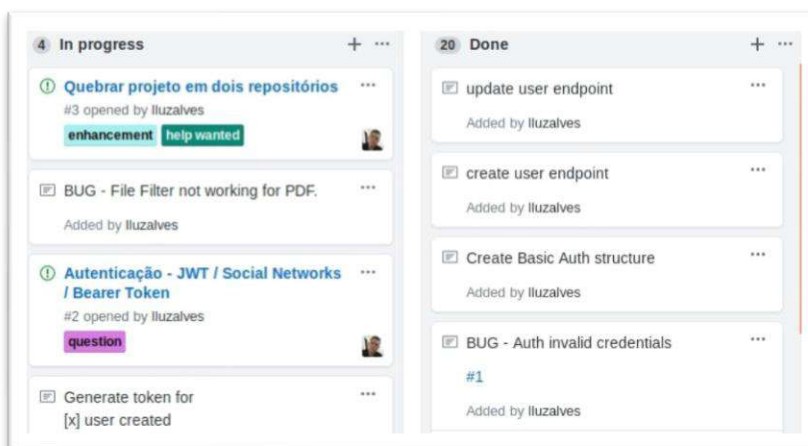 4 In progress
Quebrar projeto em dois repositórios
#3 opened by lluzalves
enhancement help wanted
BUG - File Filter not working for PDF.
Added by lluzalves
Autenticação - JWT / Social Networks
/ Bearer Token
#2 opened by lluzalves
question
Generate token for
[x] user created
20 Done
update user endpoint
Added by lluzalves
create user endpoint
Added by lluzalves
Create Basic Auth structure
Added by lluzalves
BUG - Auth invalid credentials
#1
Added by lluzalves